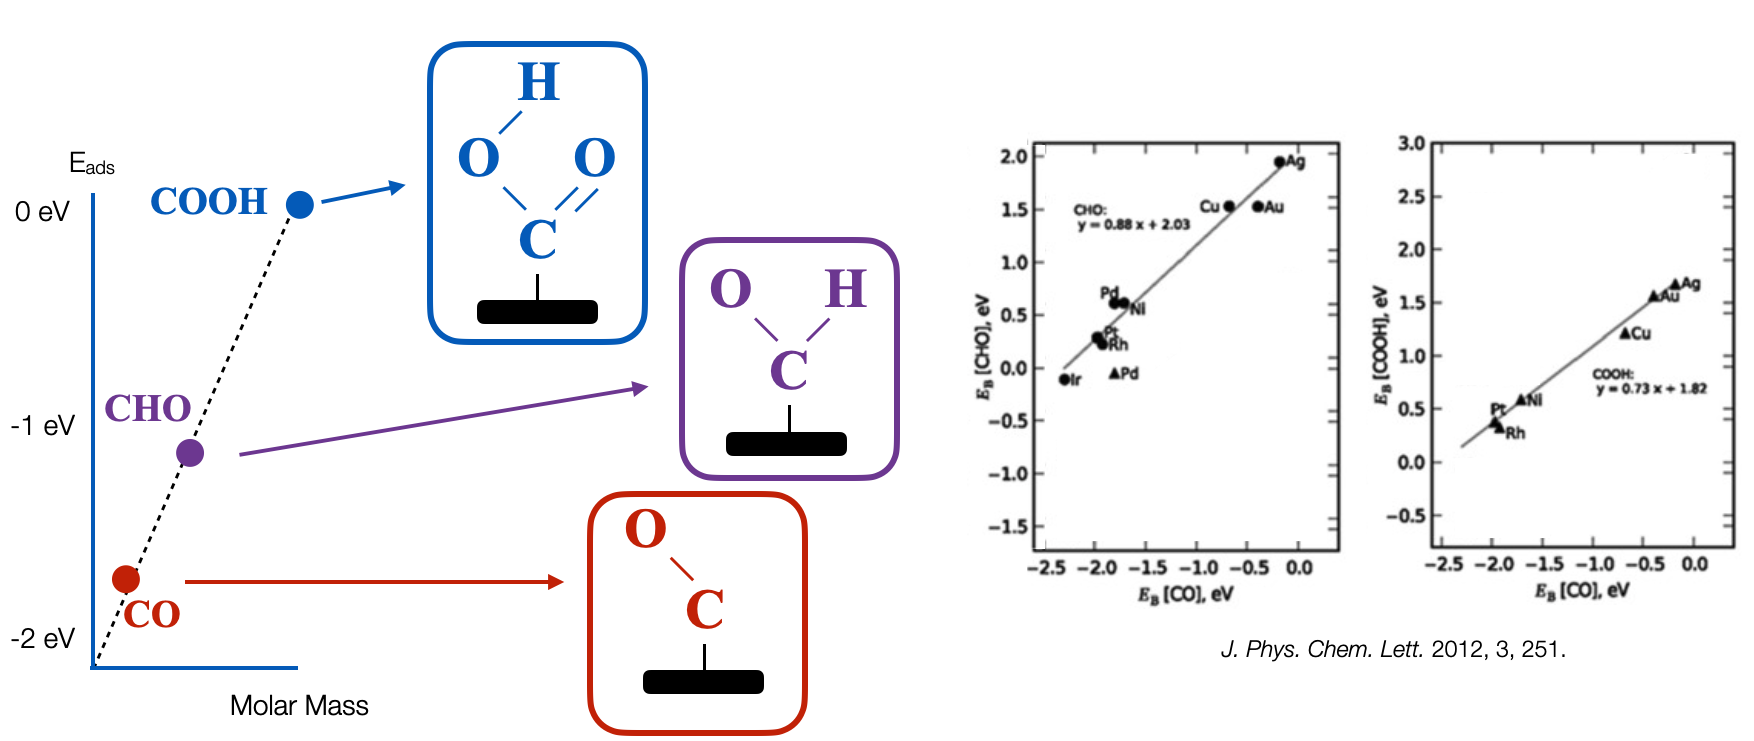 E_ads
0 eV
-1 eV
-2 eV
Molar Mass
COOH
CHO
CO
H
O O
C
O H
C
O
C
2.0
1.5
1.0
0.5
0.0
−0.5
−1.0
−1.5
E_B [CHO], eV
CHO:
y = 0.88 x + 2.03
Ag
Cu
Au
Pd
Ni
Pt
Rh
Pd
Ir
−2.5 −2.0 −1.5 −1.0 −0.5 0.0
E_B [CO], eV
3.0
2.5
2.0
1.5
1.0
0.5
0.0
−0.5
E_B [COOH], eV
Ag
Au
Cu
COOH:
y = 0.73 x + 1.82
Ni
Pt
Rh
−2.5 −2.0 −1.5 −1.0 −0.5 0.0
E_B [CO], eV
J. Phys. Chem. Lett. 2012, 3, 251.